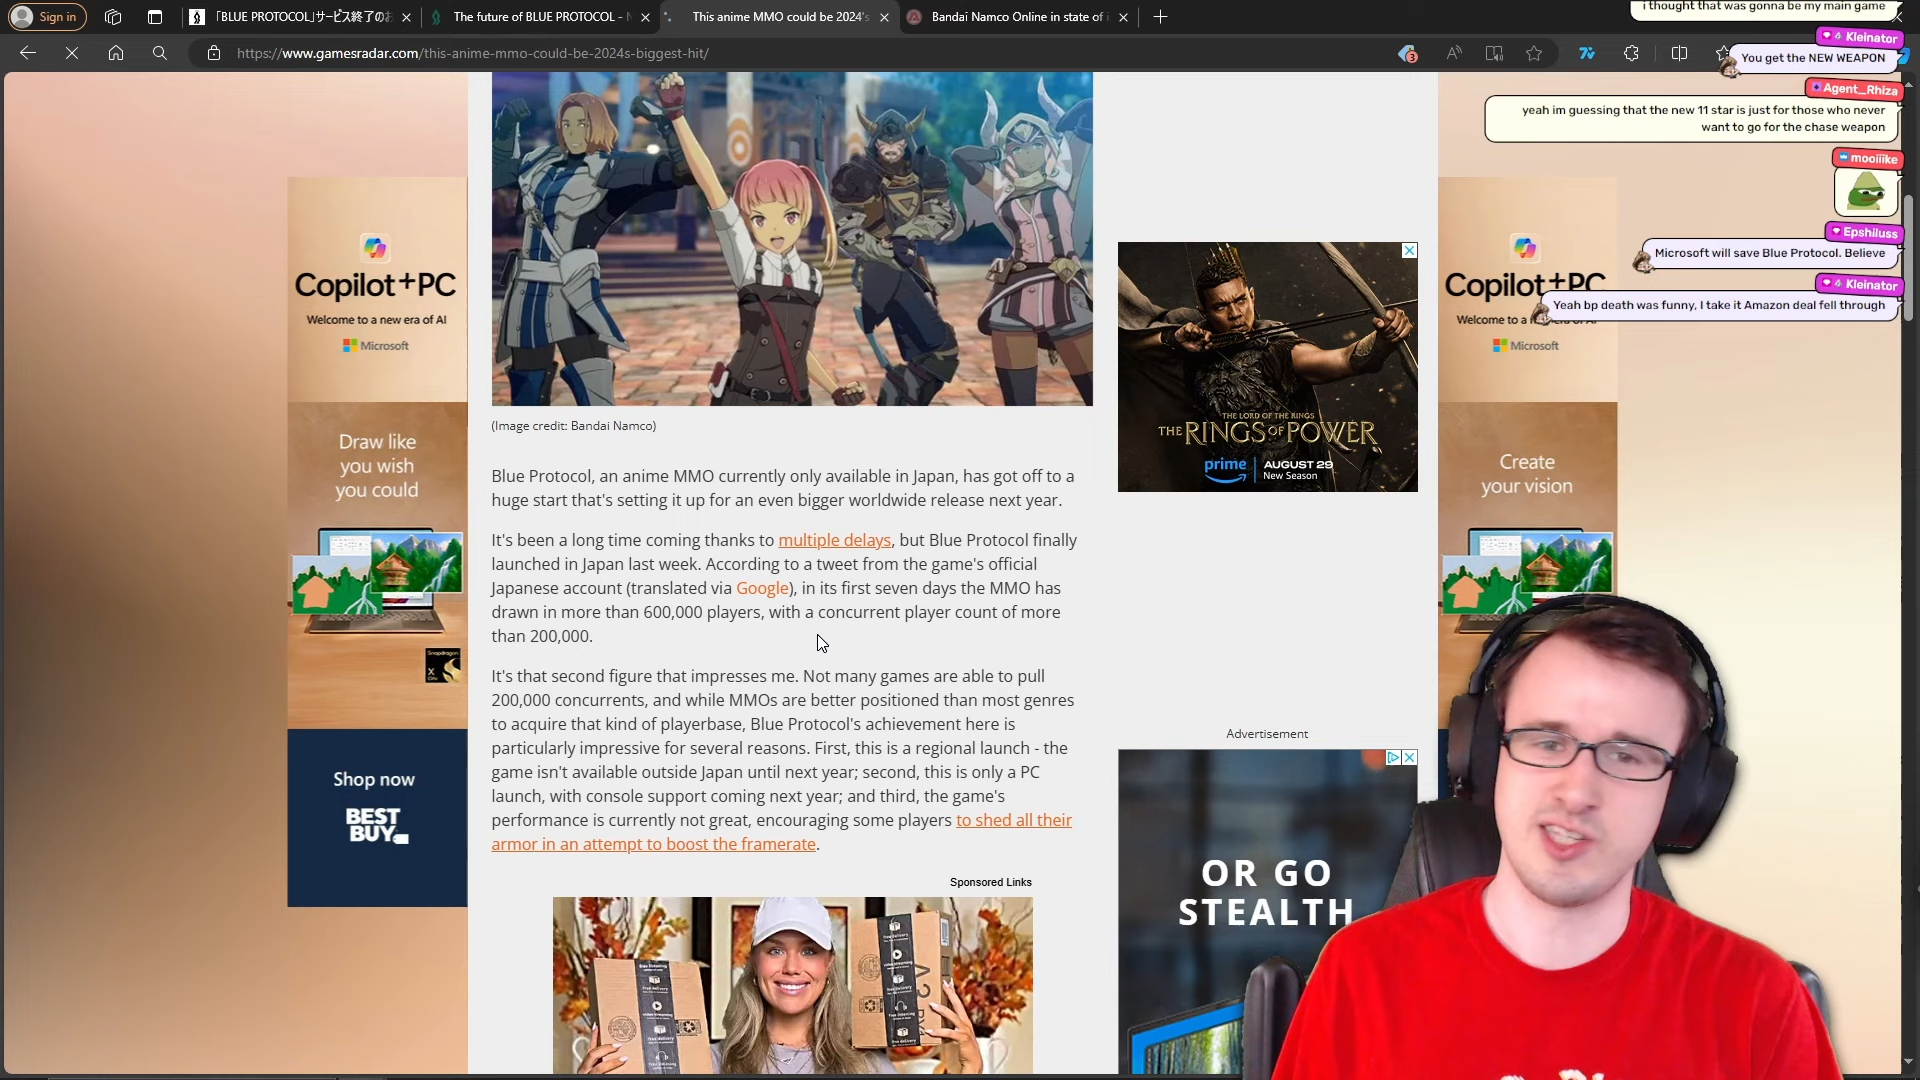 Sign in
「BLUE PROTOCOL」サービス終了のお
The future of BLUE PROTOCOL - N
This anime MMO could be 2024's
Bandai Namco Online in state of i
https://www.gamesradar.com/this-anime-mmo-could-be-2024s-biggest-hit/
3
i thought that was gonna be my main game
Kleinator
You get the NEW WEAPON
Agent_Rhiza
yeah im guessing that the new 11 star is just for those who never
want to go for the chase weapon
mooiiike
Epshiluss
Microsoft will save Blue Protocol. Believe
Kleinator
Yeah bp death was funny, I take it Amazon deal fell through
Copilot+PC
Welcome to a new era of AI
Microsoft
Draw like
you wish
you could
Snapdragon
Shop now
BEST
BUY
(Image credit: Bandai Namco)
Blue Protocol, an anime MMO currently only available in Japan, has got off to a
huge start that's setting it up for an even bigger worldwide release next year.
It's been a long time coming thanks to multiple delays, but Blue Protocol finally
launched in Japan last week. According to a tweet from the game's official
Japanese account (translated via Google), in its first seven days the MMO has
drawn in more than 600,000 players, with a concurrent player count of more
than 200,000.
It's that second figure that impresses me. Not many games are able to pull
200,000 concurrents, and while MMOs are better positioned than most genres
to acquire that kind of playerbase, Blue Protocol's achievement here is
particularly impressive for several reasons. First, this is a regional launch - the
game isn't available outside Japan until next year; second, this is only a PC
launch, with console support coming next year; and third, the game's
performance is currently not great, encouraging some players to shed all their
armor in an attempt to boost the framerate.
Sponsored Links
THE LORD OF THE RINGS
THE RINGS OF POWER
prime
AUGUST 29
New Season
Advertisement
OR GO
STEALTH
Copilot+PC
Welcome to a
of AI
Microsoft
Create
your vision